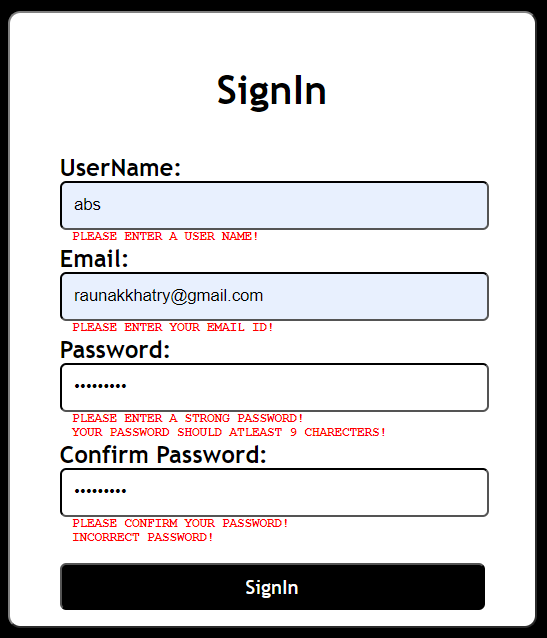 SignIn
UserName:
abs
PLEASE ENTER A USER NAME!
Email:
raunakkhatry@gmail.com
PLEASE ENTER YOUR EMAIL ID!
Password:
•••••••••
PLEASE ENTER A STRONG PASSWORD!
YOUR PASSWORD SHOULD ATLEAST 9 CHARECTERS!
Confirm Password:
•••••••••
PLEASE CONFIRM YOUR PASSWORD!
INCORRECT PASSWORD!
SignIn